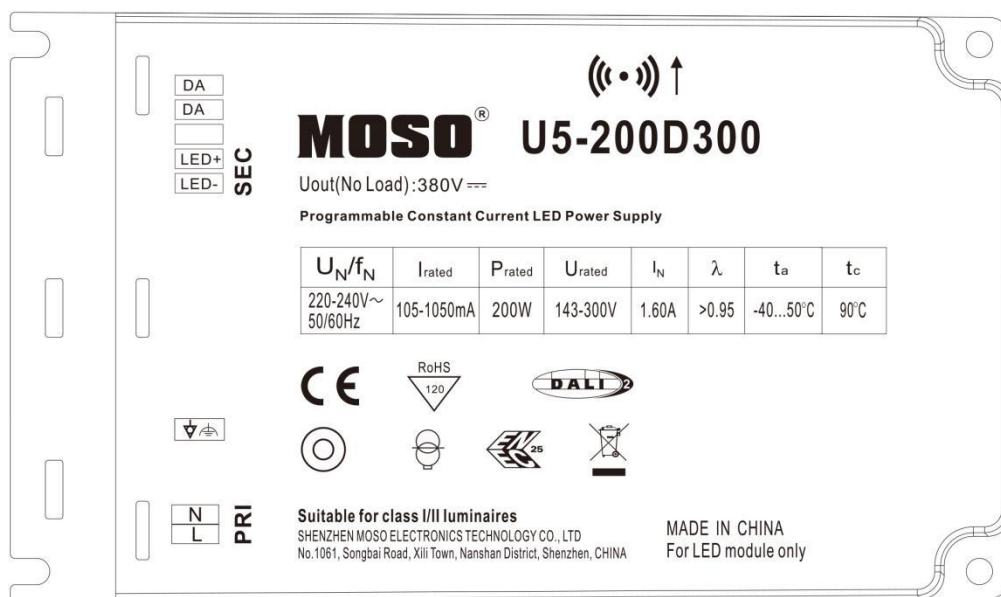 DA
DA
LED+
LED-
SEC
MOSO® U5-200D300
Uout(No Load):380V⎓
Programmable Constant Current LED Power Supply
UN/fN Irated Prated Urated IN λ ta tc
220-240V～ 50/60Hz 105-1050mA 200W 143-300V 1.60A >0.95 -40...50°C 90°C
CE
RoHS
120
DALI 2
ENEC 25
N
L
PRI
Suitable for class I/II luminaires
SHENZHEN MOSO ELECTRONICS TECHNOLOGY CO., LTD
No.1061, Songbai Road, Xili Town, Nanshan District, Shenzhen, CHINA
MADE IN CHINA
For LED module only